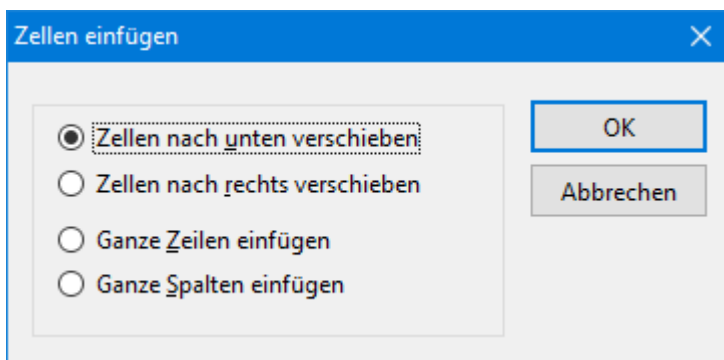 Zellen einfügen
Zellen nach unten verschieben
OK
Zellen nach rechts verschieben
Abbrechen
Ganze Zeilen einfügen
Ganze Spalten einfügen